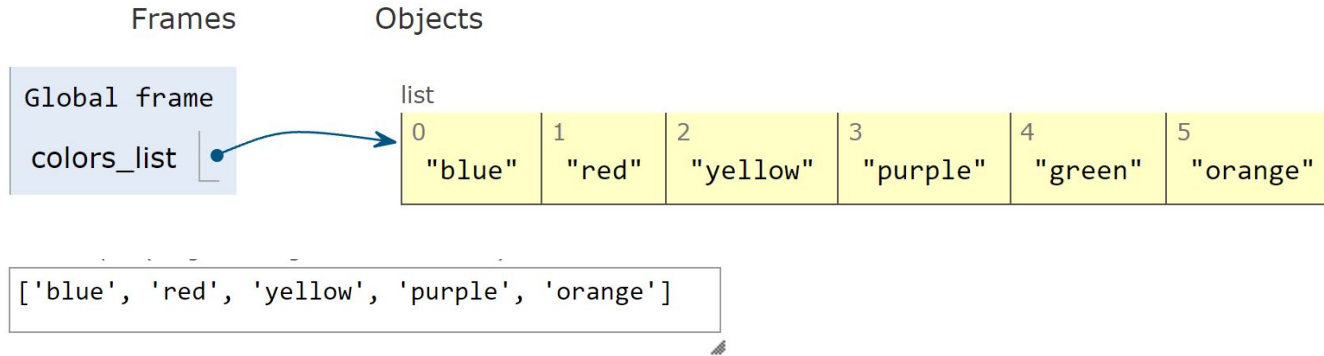 Frames Objects
Global frame
list
colors_list
0 1 2 3 4 5
"blue" "red" "yellow" "purple" "green" "orange"
['blue', 'red', 'yellow', 'purple', 'orange']